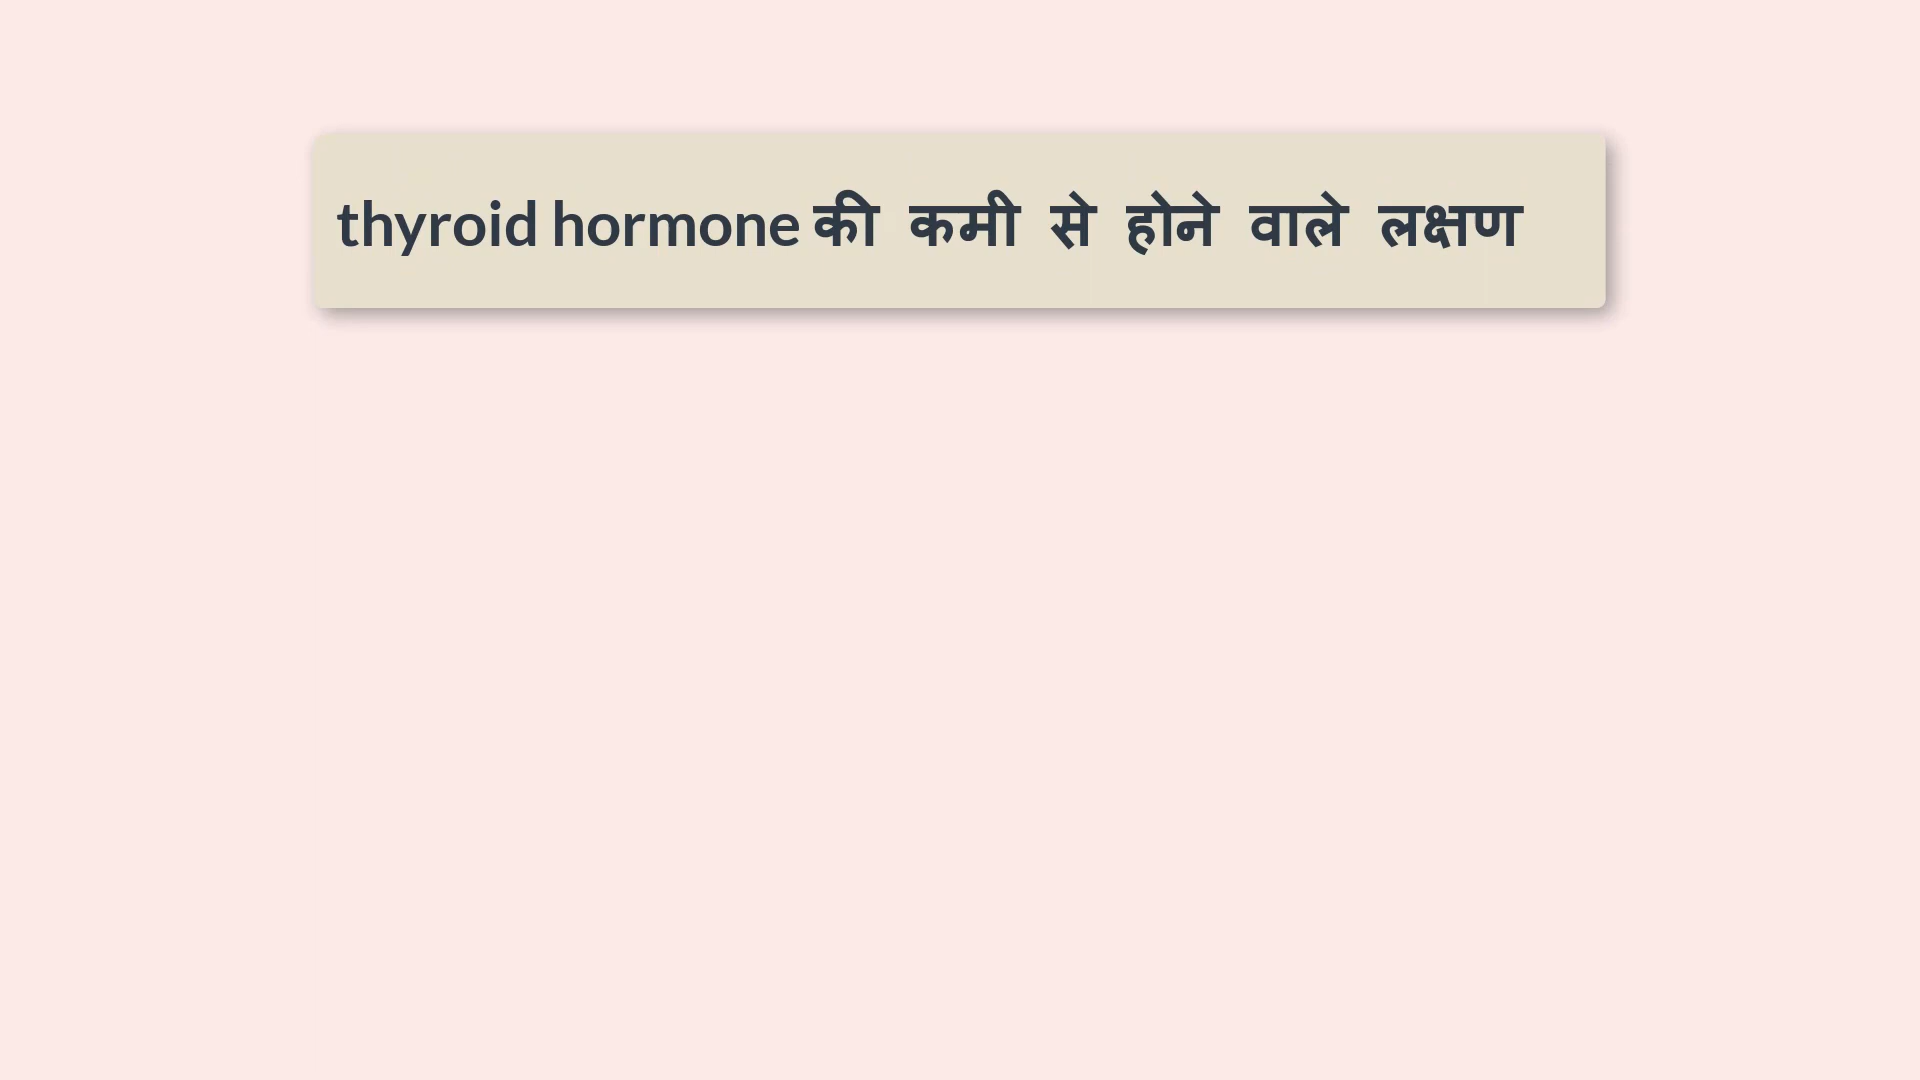 thyroid hormone की कमी से होने वाले लक्षण